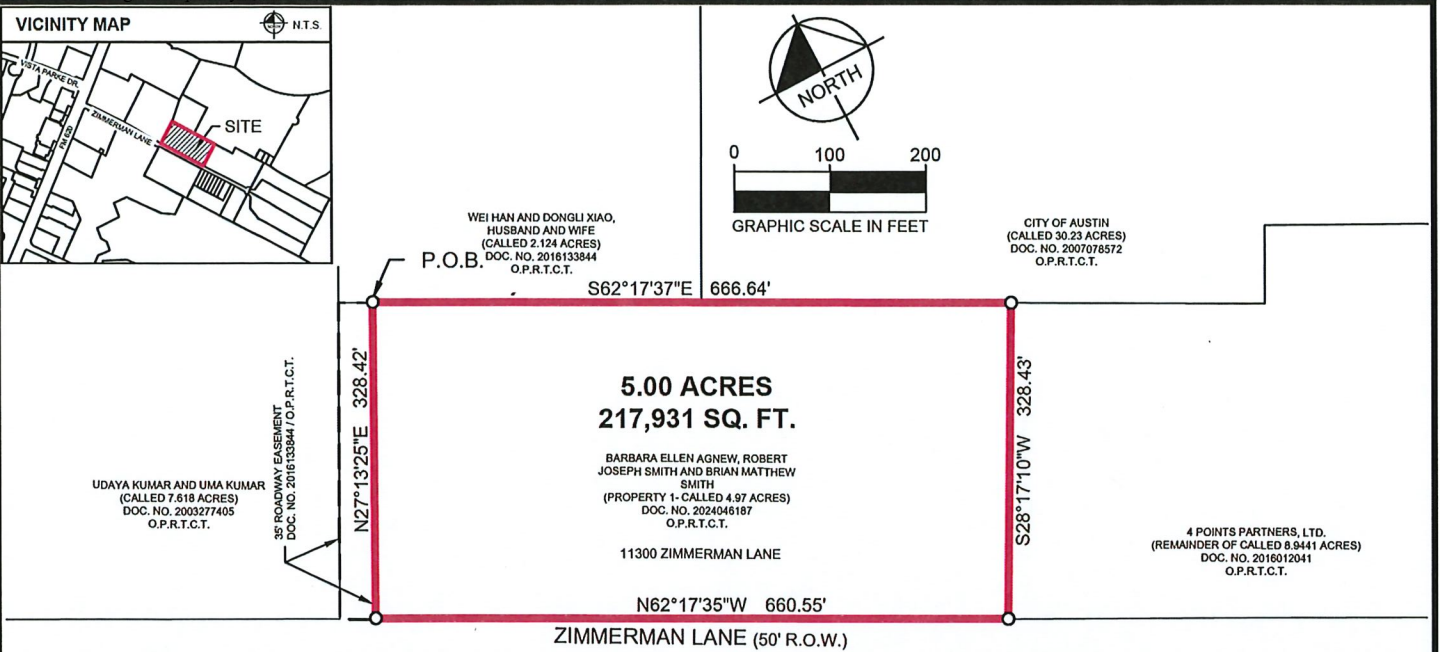 VICINITY MAP
N.T.S.
VISTA PARKE DR.
ZIMMERMAN LANE
FM 620
SITE
NORTH
0 100 200
GRAPHIC SCALE IN FEET
WEI HAN AND DONGLI XIAO,
HUSBAND AND WIFE
(CALLED 2.124 ACRES)
DOC. NO. 2016133844
O.P.R.T.C.T.
P.O.B.
CITY OF AUSTIN
(CALLED 30.23 ACRES)
DOC. NO. 2007078572
O.P.R.T.C.T.
S62°17'37"E 666.64'
N27°13'25"E 328.42'
35' ROADWAY EASEMENT
DOC. NO. 2016133844 / O.P.R.T.C.T.
UDAYA KUMAR AND UMA KUMAR
(CALLED 7.618 ACRES)
DOC. NO. 2003277405
O.P.R.T.C.T.
5.00 ACRES
217,931 SQ. FT.
BARBARA ELLEN AGNEW, ROBERT
JOSEPH SMITH AND BRIAN MATTHEW
SMITH
(PROPERTY 1- CALLED 4.97 ACRES)
DOC. NO. 2024046187
O.P.R.T.C.T.
11300 ZIMMERMAN LANE
S28°17'10"W 328.43'
4 POINTS PARTNERS, LTD.
(REMAINDER OF CALLED 8.9441 ACRES)
DOC. NO. 2016012041
O.P.R.T.C.T.
N62°17'35"W 660.55'
ZIMMERMAN LANE (50' R.O.W.)